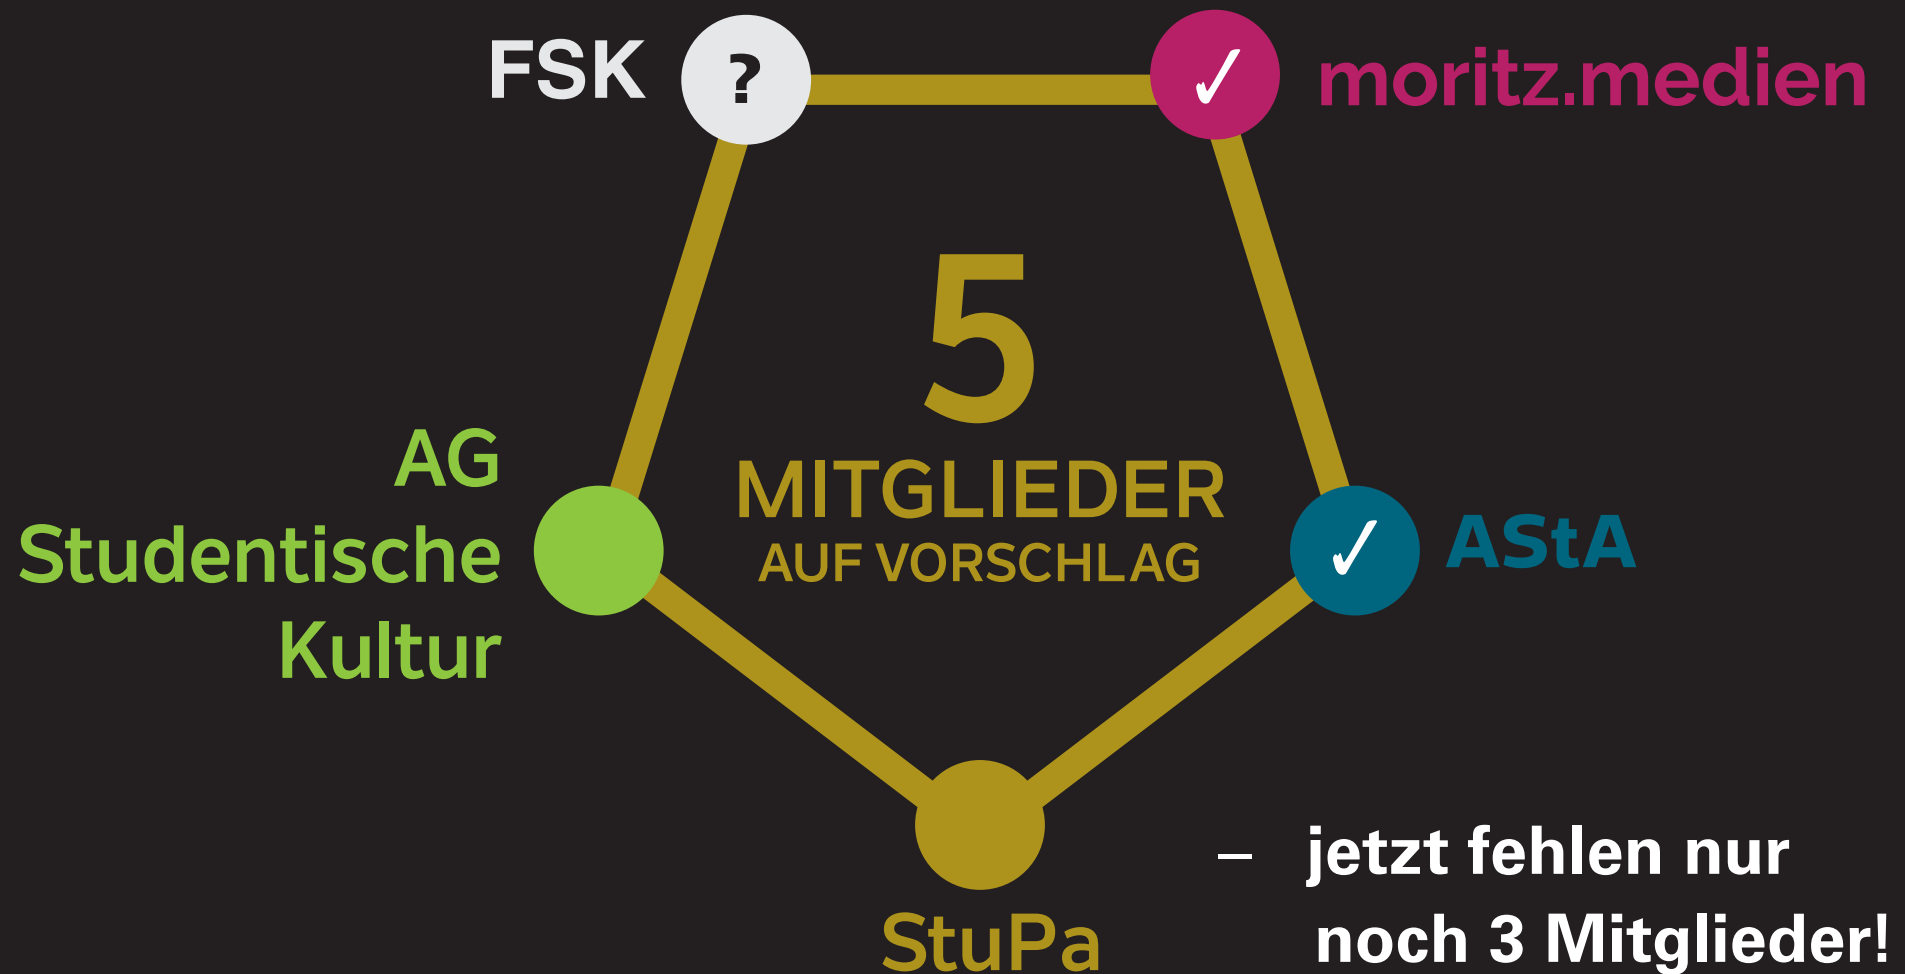 FSK
?
✓
moritz.medien
5
MITGLIEDER
AUF VORSCHLAG
AG
Studentische
Kultur
✓
AStA
StuPa
– jetzt fehlen nur
noch 3 Mitglieder!